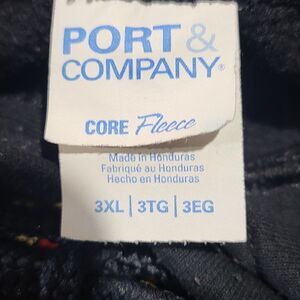 PORT &
COMPANY®
CORE Fleece
Made in Honduras
Fabriqué au Honduras
Hecho en Honduras
3XL | 3TG | 3EG